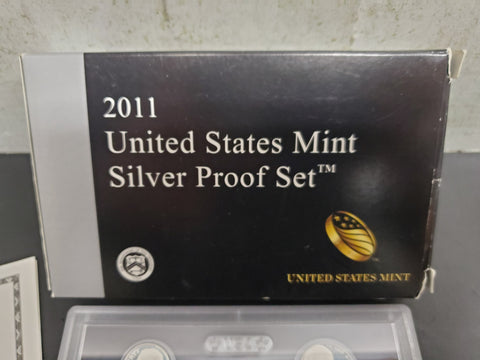 2011
United States Mint
Silver Proof Set™
UNITED STATES MINT